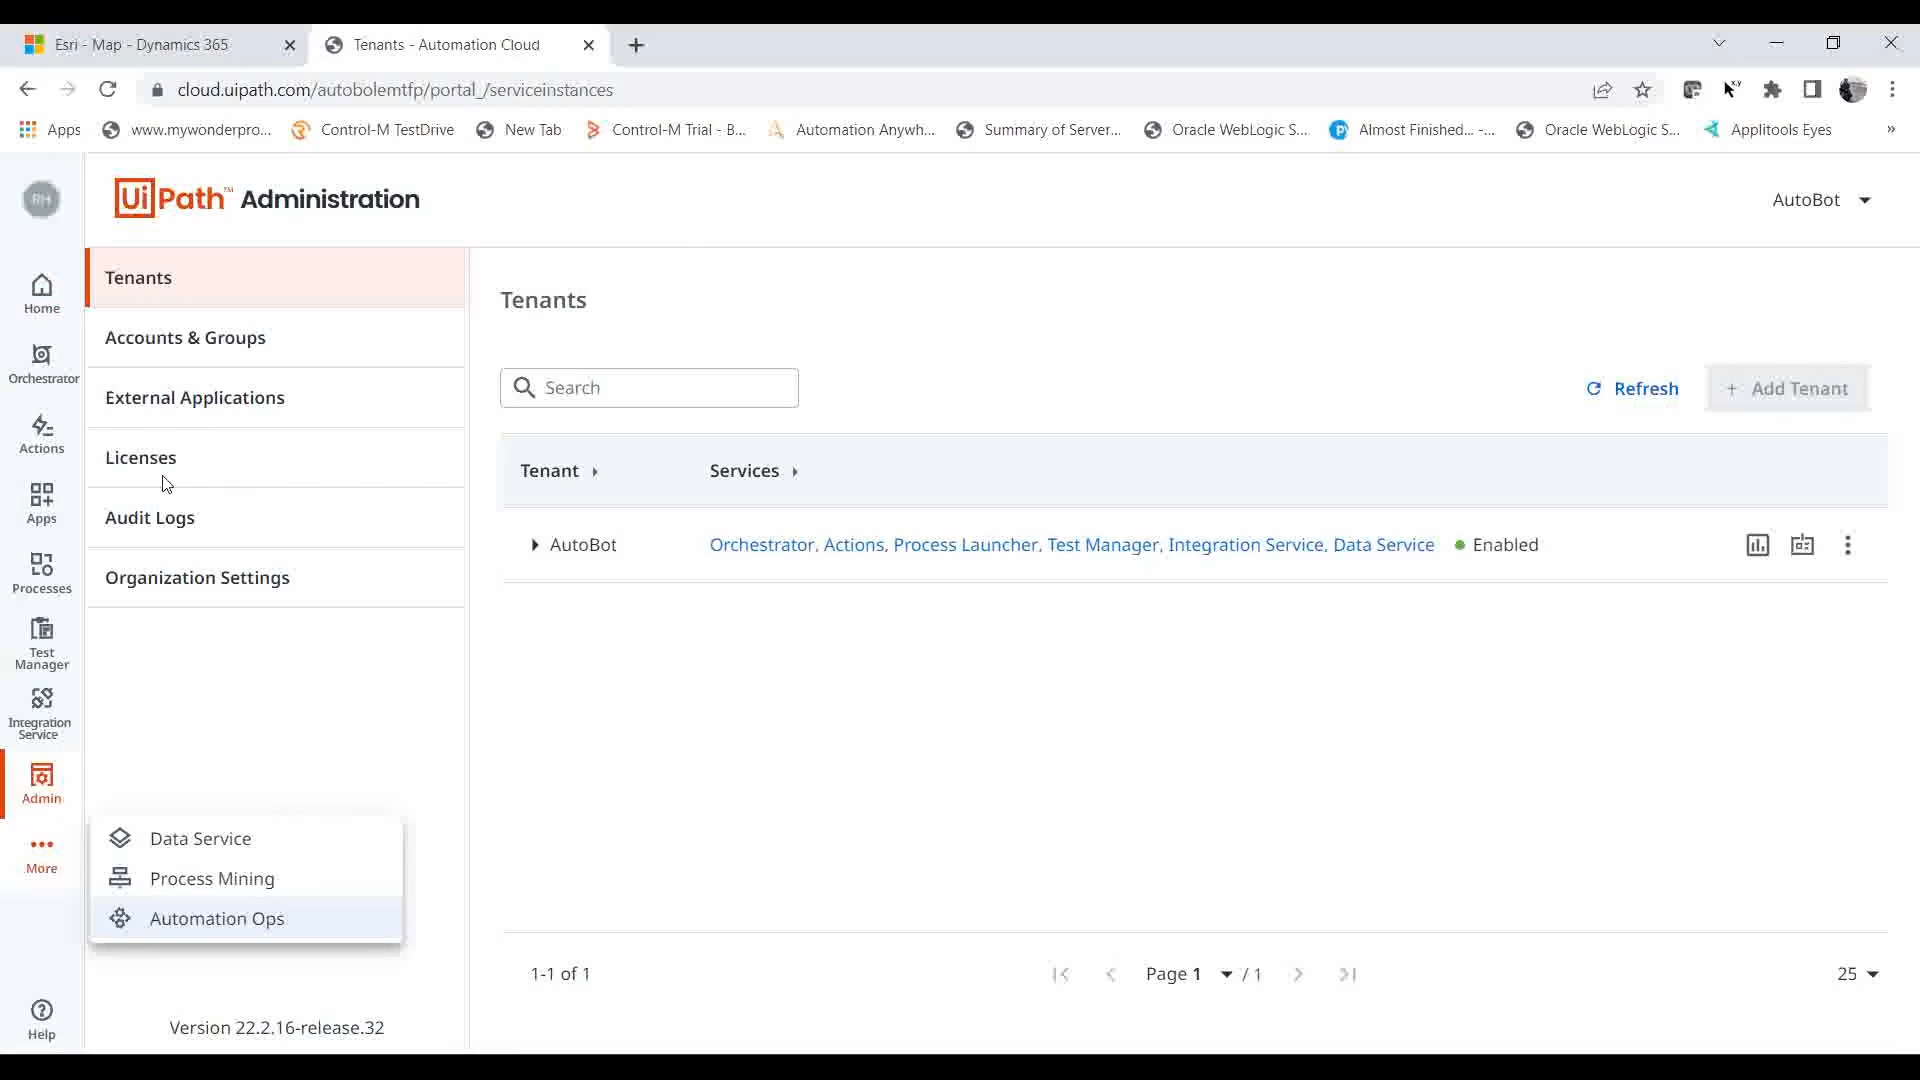 Esri - Map - Dynamics 365
Tenants - Automation Cloud
cloud.uipath.com/autobolemtfp/portal_/serviceinstances
Apps
www.mywonderpro...
Control-M TestDrive
New Tab
Control-M Trial - B...
Automation Anywh...
Summary of Server...
Oracle WebLogic S...
Almost Finished... -...
Oracle WebLogic S...
Applitools Eyes
»
RH
UiPath™ Administration
AutoBot
Home
Orchestrator
Actions
Apps
Processes
Test
Manager
Integration
Service
Admin
More
Help
Tenants
Accounts & Groups
External Applications
Licenses
Audit Logs
Organization Settings
Data Service
Process Mining
Automation Ops
Version 22.2.16-release.32
Tenants
Search
Refresh
+ Add Tenant
Tenant
Services
AutoBot
Orchestrator, Actions, Process Launcher, Test Manager, Integration Service, Data Service
Enabled
1-1 of 1
Page 1 / 1
25